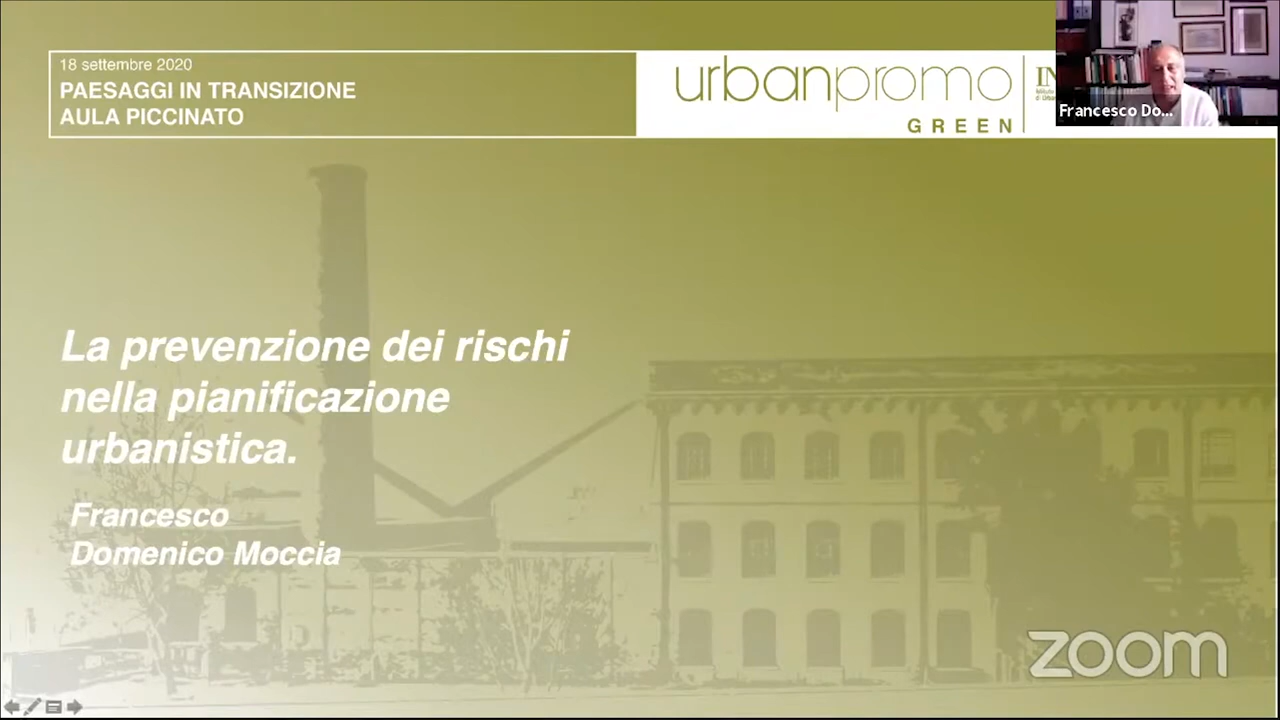 18 settembre 2020
PAESAGGI IN TRANSIZIONE
AULA PICCINATO
urbanpromo
GREEN
IN
Francesco Do...
La prevenzione dei rischi
nella pianificazione
urbanistica.
Francesco
Domenico Moccia
zoom